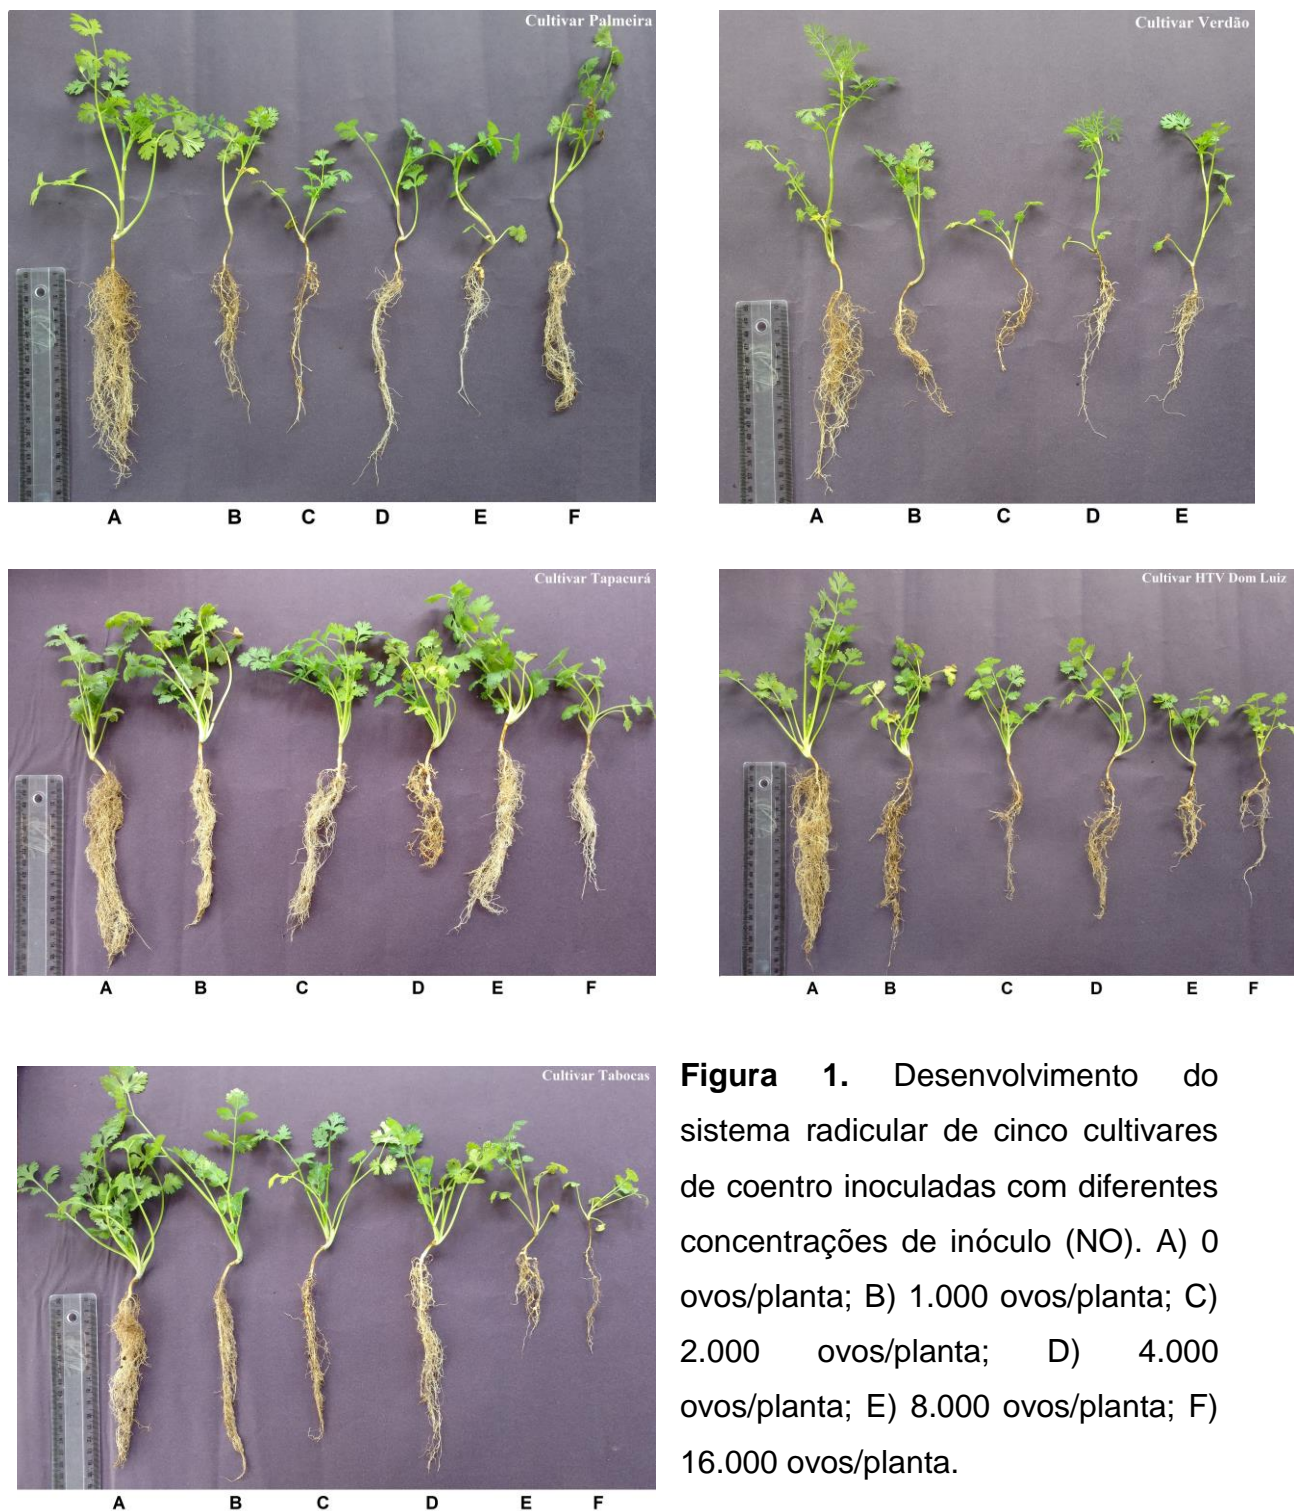 Cultivar Palmeira
A B C D E F
Cultivar Verdão
A B C D E
Cultivar Tapacurá
A B C D E F
Cultivar HTV Dom Luiz
A B C D E F
Cultivar Tabocas
A B C D E F
Figura 1. Desenvolvimento do
sistema radicular de cinco cultivares
de coentro inoculadas com diferentes
concentrações de inóculo (NO). A) 0
ovos/planta; B) 1.000 ovos/planta; C)
2.000 ovos/planta; D) 4.000
ovos/planta; E) 8.000 ovos/planta; F)
16.000 ovos/planta.